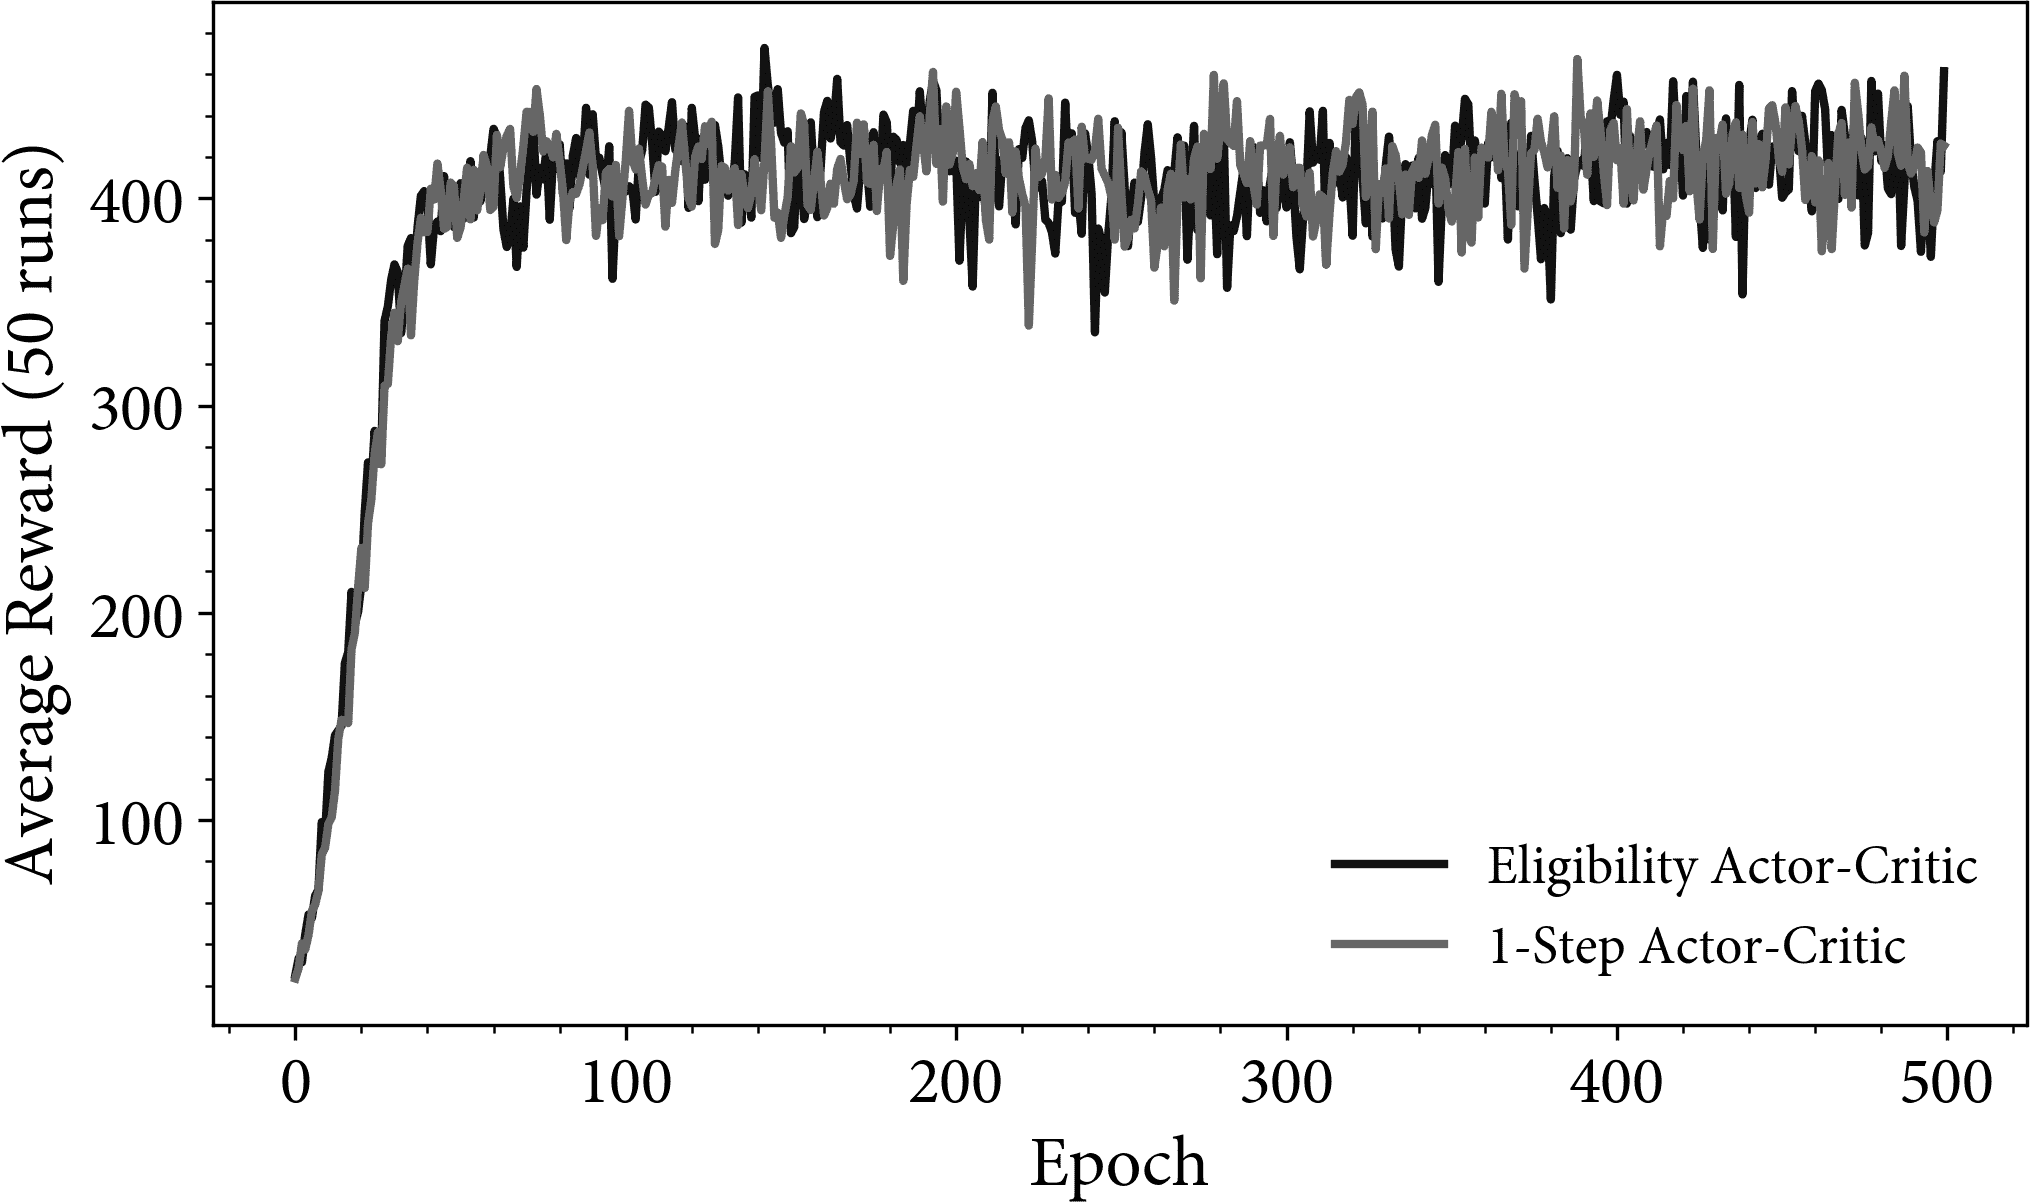 Average Reward (50 runs)
400
300
200
100
Eligibility Actor-Critic
1-Step Actor-Critic
0 100 200 300 400 500
Epoch